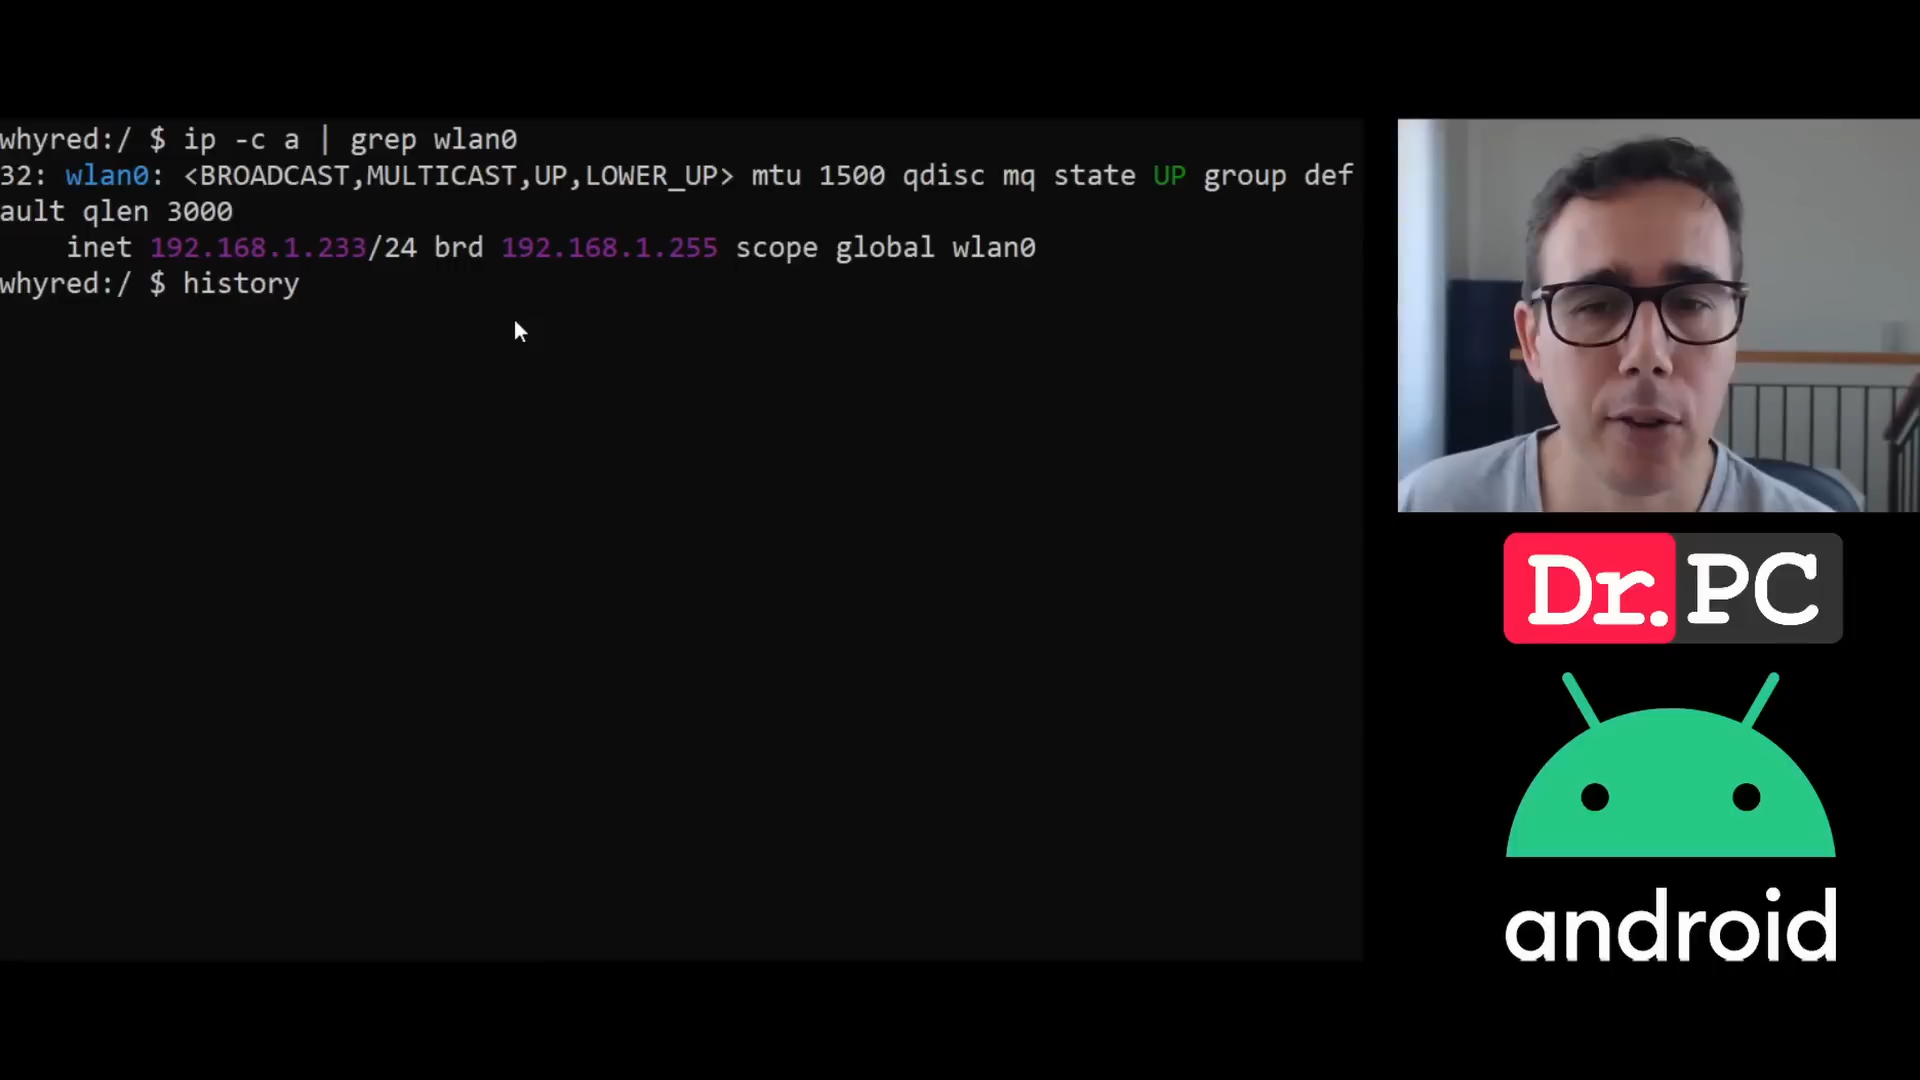 whyred:/ $ ip -c a | grep wlan0
32: wlan0: <BROADCAST,MULTICAST,UP,LOWER_UP> mtu 1500 qdisc mq state UP group def
ault qlen 3000
    inet 192.168.1.233/24 brd 192.168.1.255 scope global wlan0
whyred:/ $ history
Dr.PC
android